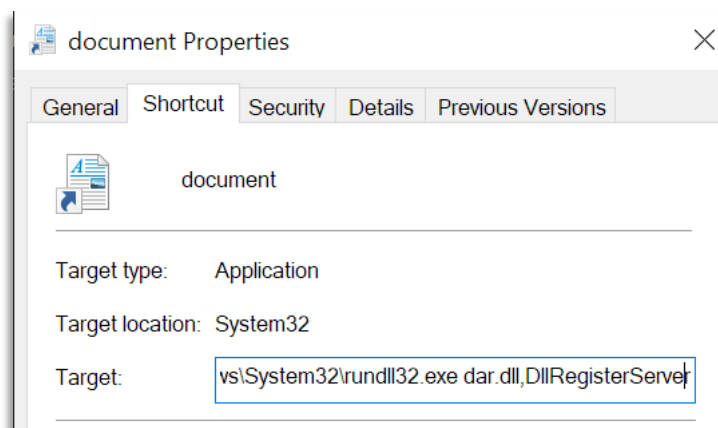 document Properties
General Shortcut Security Details Previous Versions
document
Target type: Application
Target location: System32
Target: vs\System32\rundll32.exe dar.dll,DllRegisterServer